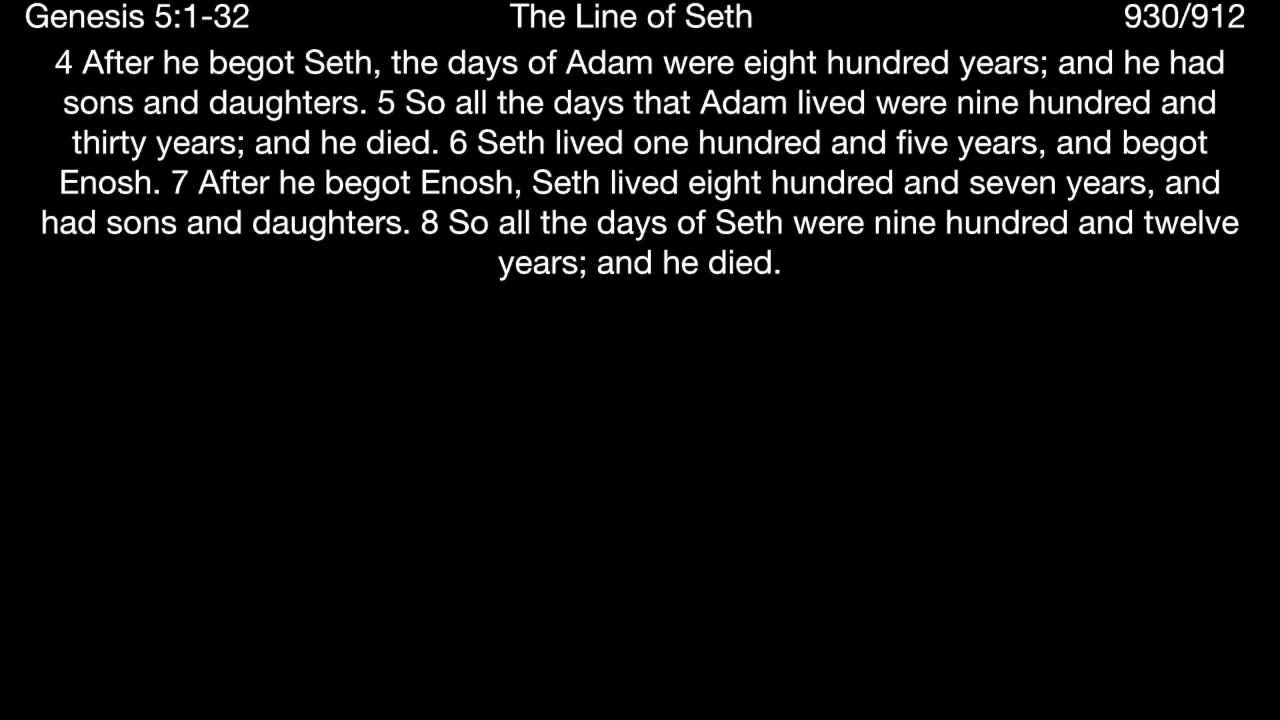 Genesis 5:1-32 The Line of Seth 930/912
4 After he begot Seth, the days of Adam were eight hundred years; and he had
sons and daughters. 5 So all the days that Adam lived were nine hundred and
thirty years; and he died. 6 Seth lived one hundred and five years, and begot
Enosh. 7 After he begot Enosh, Seth lived eight hundred and seven years, and
had sons and daughters. 8 So all the days of Seth were nine hundred and twelve
years; and he died.